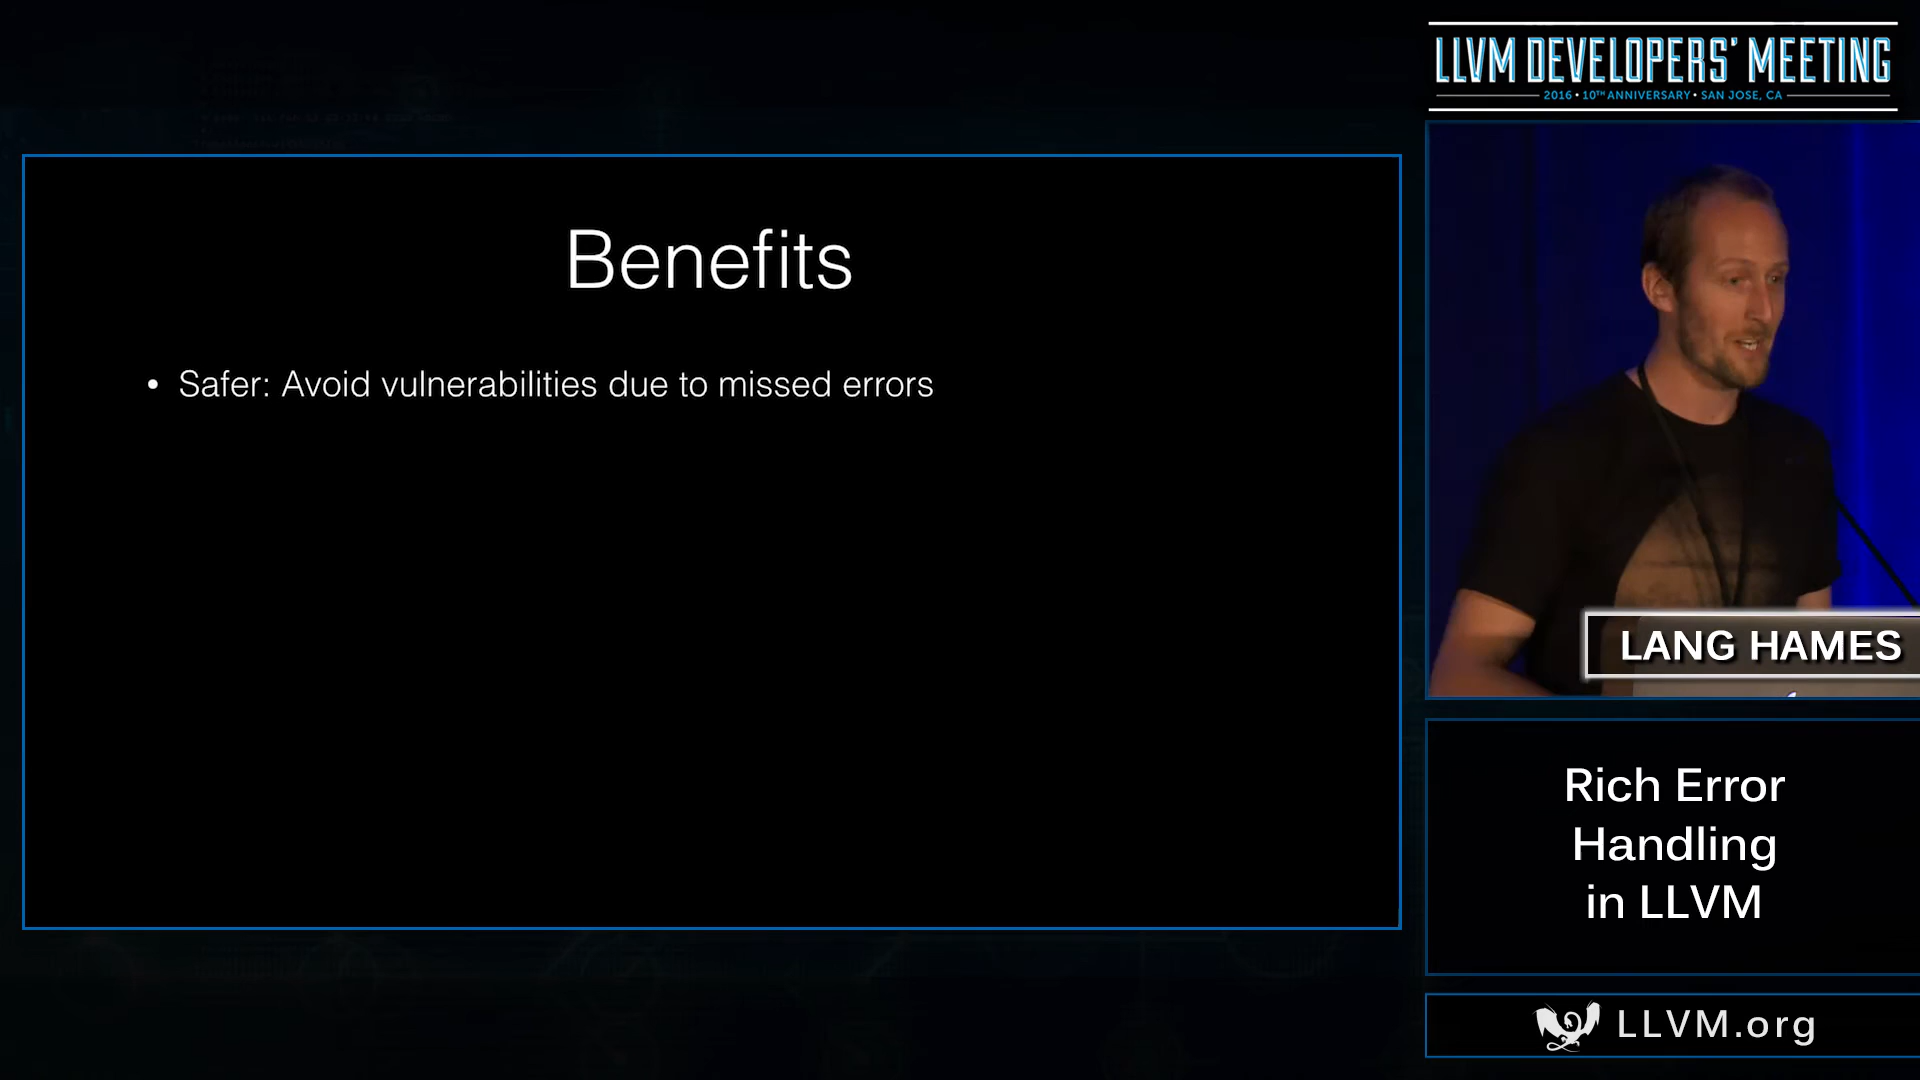 LLVM DEVELOPERS' MEETING
2016 • 10TH ANNIVERSARY • SAN JOSE, CA
Benefits
• Safer: Avoid vulnerabilities due to missed errors
LANG HAMES
Rich Error
Handling
in LLVM
LLVM.org